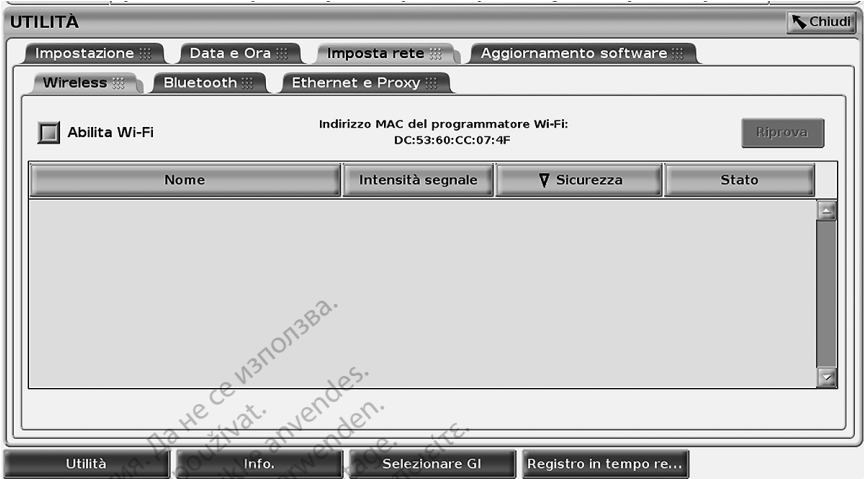 UTILITÀ
Chiudi
Impostazione Data e Ora Imposta rete Aggiornamento software
Wireless Bluetooth Ethernet e Proxy
Abilita Wi-Fi
Indirizzo MAC del programmatore Wi-Fi:
DC:53:60:CC:07:4F
Riprova
Nome Intensità segnale Sicurezza Stato
Да не се използва.
používat.
anvendes.
Utilità Info. Selezionare GI Registro in tempo re...